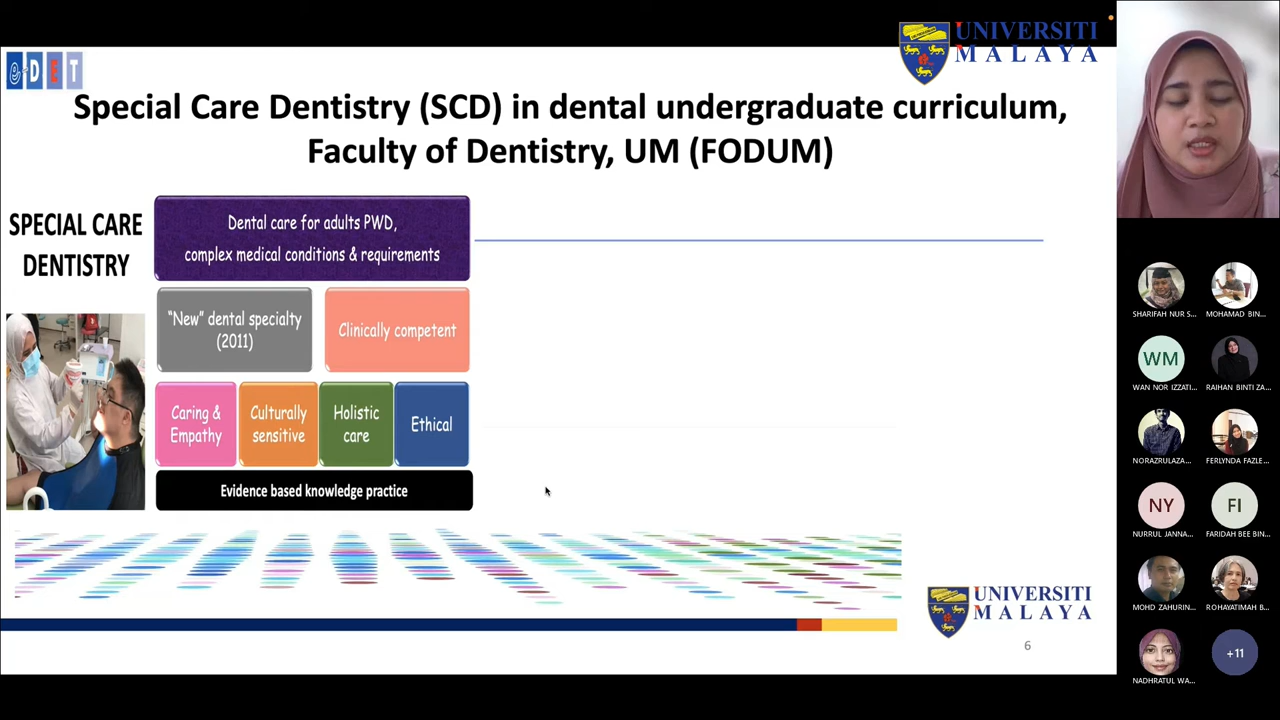 UNIVERSITI
MALAYA
e-DET
Special Care Dentistry (SCD) in dental undergraduate curriculum,
Faculty of Dentistry, UM (FODUM)
SPECIAL CARE
DENTISTRY
Dental care for adults PWD,
complex medical conditions & requirements
"New" dental specialty
(2011)
Clinically competent
Caring &
Empathy
Culturally
sensitive
Holistic
care
Ethical
Evidence based knowledge practice
UNIVERSITI
MALAYA
6
SHARIFAH NUR S...
MOHAMAD BIN...
WM
WAN NOR IZZATI...
RAIHAN BINTI ZA...
NORAZRULAZA...
FERLYNDA FAZLE...
NY
NURRUL JANNA...
FI
FARIDAH BEE BIN...
MOHD ZAHURIN...
ROHAYATIMAH B...
NADHRATUL WA...
+11